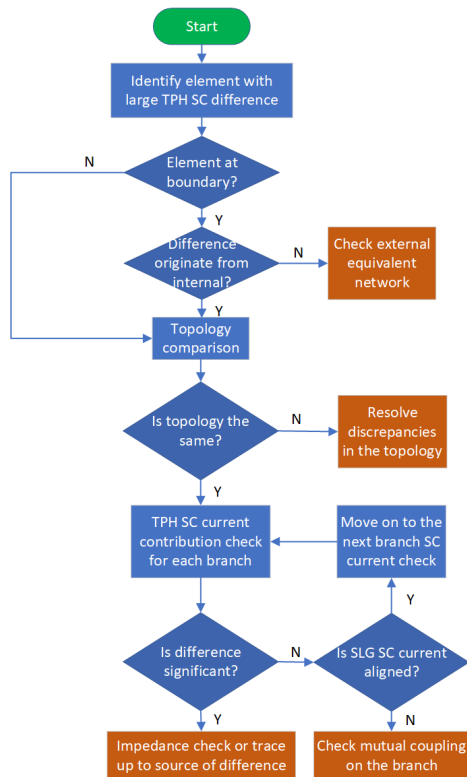 Start
Identify element with
large TPH SC difference
N
Element at
boundary?
Y
Difference
originate from
internal?
N
Check external
equivalent
network
Y
Topology
comparison
Is topology the
same?
N
Resolve
discrepancies
in the topology
Y
TPH SC current
contribution check
for each branch
Move on to the
next branch SC
current check
Y
Is difference
significant?
N
Is SLG SC current
aligned?
Y
N
Impedance check or trace
up to source of difference
Check mutual coupling
on the branch